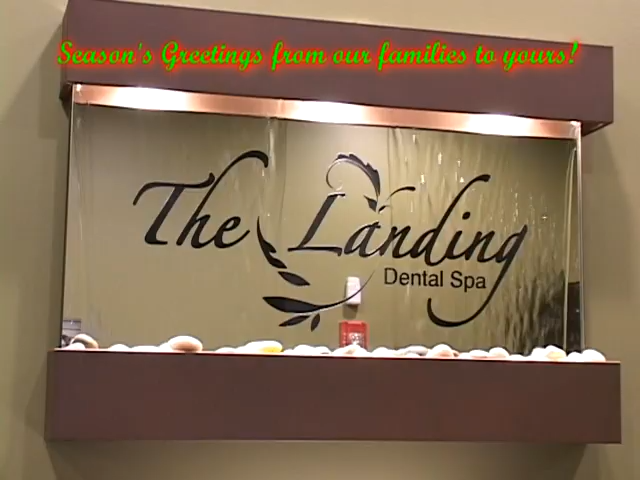 Season's Greetings from our families to yours!
The Landing
Dental Spa